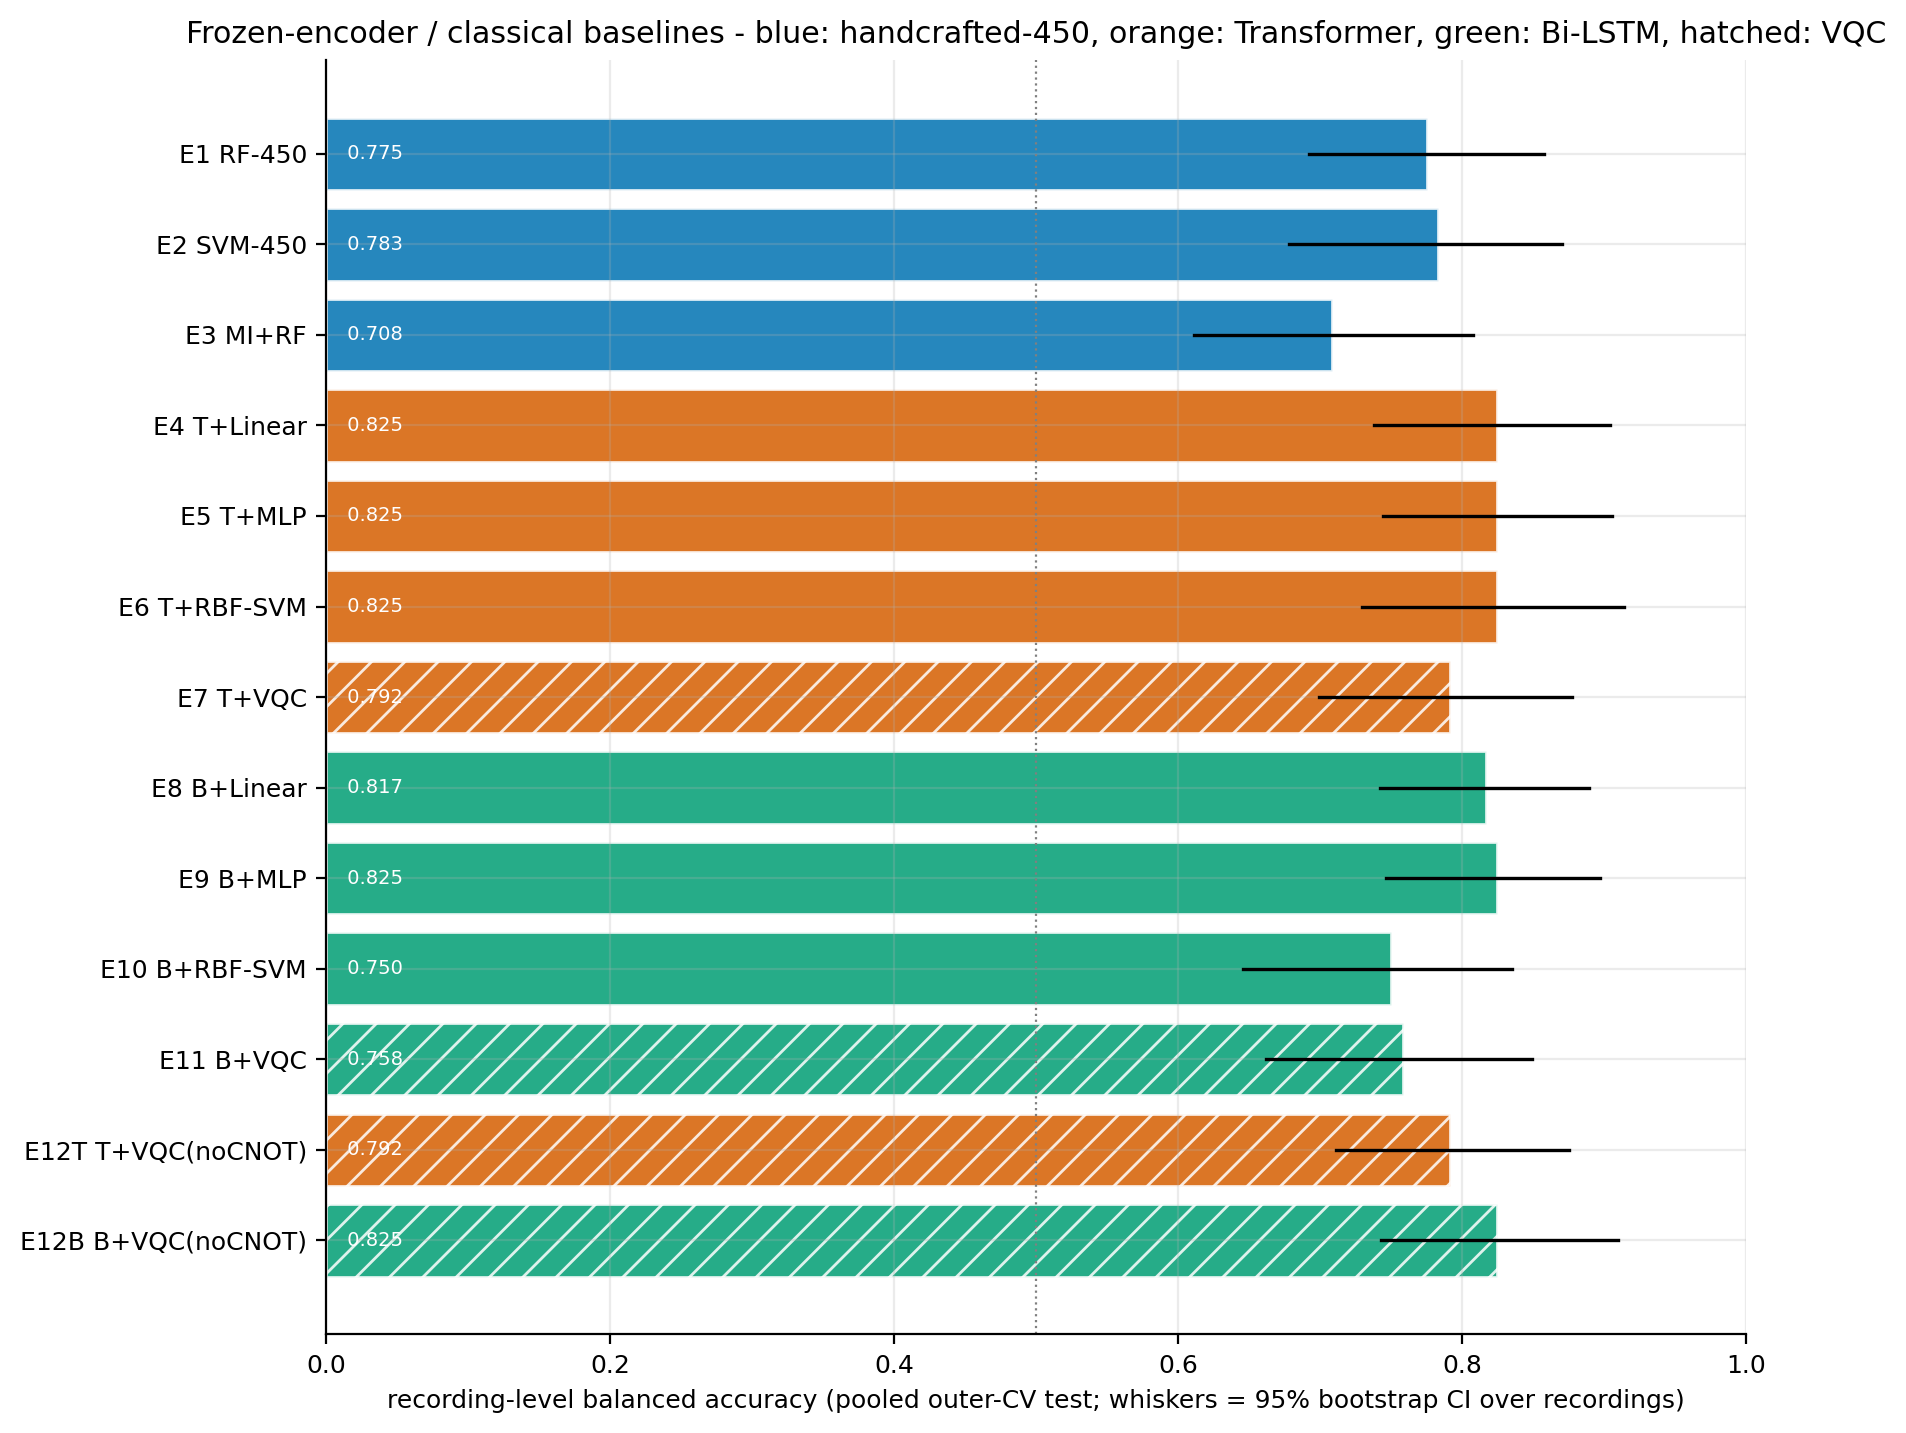 Frozen-encoder / classical baselines - blue: handcrafted-450, orange: Transformer, green: Bi-LSTM, hatched: VQC
E1 RF-450 0.775
E2 SVM-450 0.783
E3 MI+RF 0.708
E4 T+Linear 0.825
E5 T+MLP 0.825
E6 T+RBF-SVM 0.825
E7 T+VQC 0.792
E8 B+Linear 0.817
E9 B+MLP 0.825
E10 B+RBF-SVM 0.750
E11 B+VQC 0.758
E12T T+VQC(noCNOT) 0.792
E12B B+VQC(noCNOT) 0.825
0.0 0.2 0.4 0.6 0.8 1.0
recording-level balanced accuracy (pooled outer-CV test; whiskers = 95% bootstrap CI over recordings)